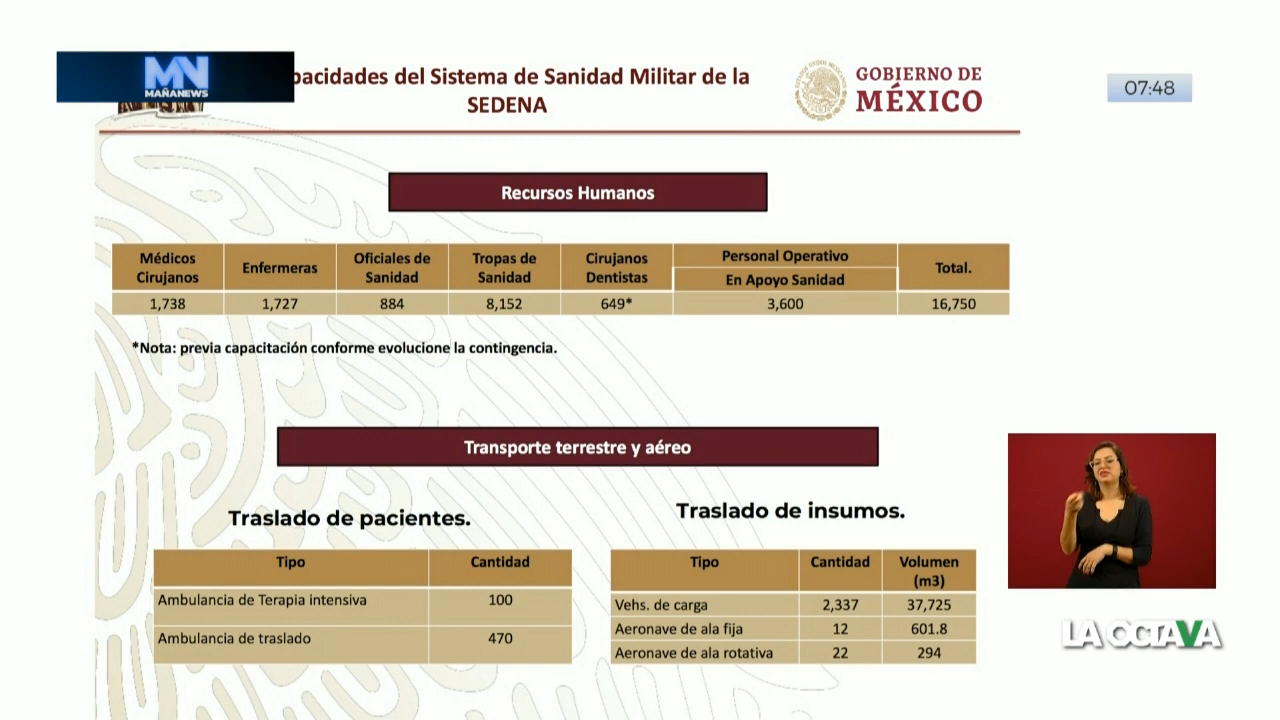 MN
MAÑANEWS
pacidades del Sistema de Sanidad Militar de la
SEDENA
GOBIERNO DE
MÉXICO
07:48
Recursos Humanos
Médicos Cirujanos
Enfermeras
Oficiales de Sanidad
Tropas de Sanidad
Cirujanos Dentistas
Personal Operativo
En Apoyo Sanidad
Total.
1,738 1,727 884 8,152 649* 3,600 16,750
*Nota: previa capacitación conforme evolucione la contingencia.
Transporte terrestre y aéreo
Traslado de pacientes.
Tipo Cantidad
Ambulancia de Terapia intensiva 100
Ambulancia de traslado 470
Traslado de insumos.
Tipo Cantidad Volumen (m3)
Vehs. de carga 2,337 37,725
Aeronave de ala fija 12 601.8
Aeronave de ala rotativa 22 294
LA OCTAVA